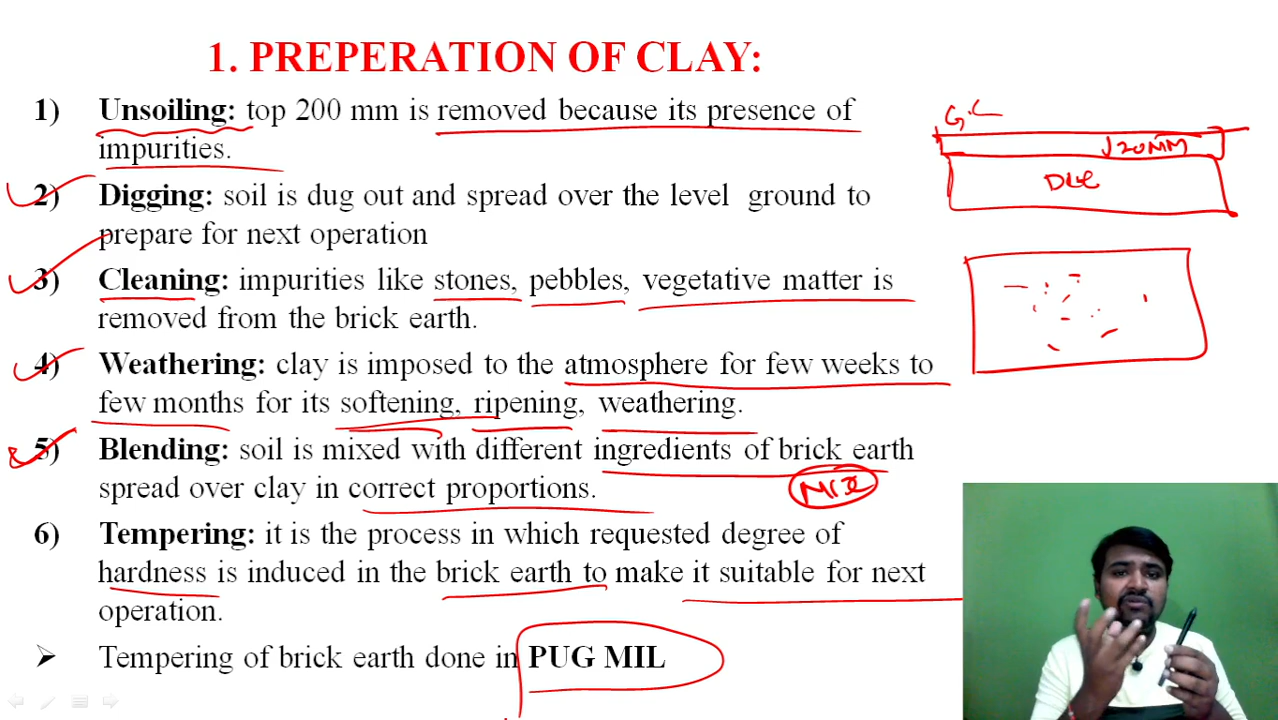 1. PREPERATION OF CLAY:
1) Unsoiling: top 200 mm is removed because its presence of
impurities.
2) Digging: soil is dug out and spread over the level ground to
prepare for next operation
3) Cleaning: impurities like stones, pebbles, vegetative matter is
removed from the brick earth.
4) Weathering: clay is imposed to the atmosphere for few weeks to
few months for its softening, ripening, weathering.
5) Blending: soil is mixed with different ingredients of brick earth
spread over clay in correct proportions.
6) Tempering: it is the process in which requested degree of
hardness is induced in the brick earth to make it suitable for next
operation.
➢ Tempering of brick earth done in PUG MIL
G.L
20MM
Mix